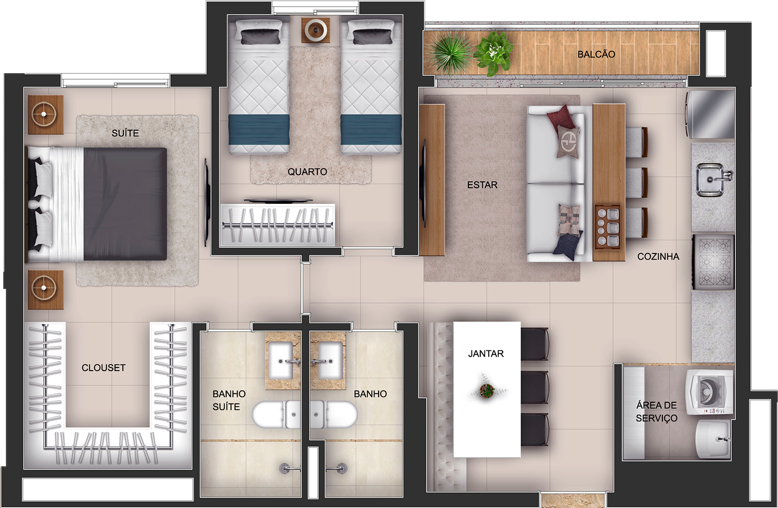 BALCÃO
SUÍTE
QUARTO
ESTAR
COZINHA
JANTAR
CLOUSET
BANHO
SUÍTE
BANHO
ÁREA DE
SERVIÇO